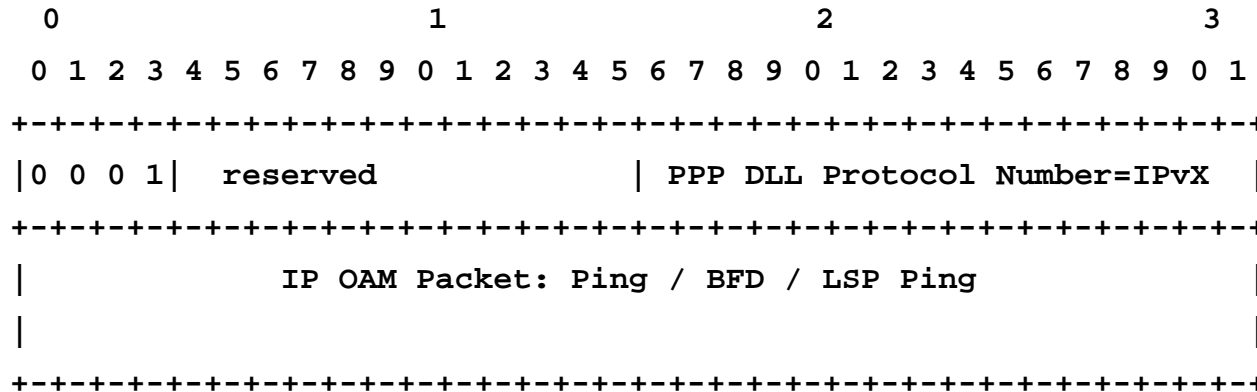 0 1 2 3
0 1 2 3 4 5 6 7 8 9 0 1 2 3 4 5 6 7 8 9 0 1 2 3 4 5 6 7 8 9 0 1
+-+-+-+-+-+-+-+-+-+-+-+-+-+-+-+-+-+-+-+-+-+-+-+-+-+-+-+-+-+-+-+-+
|0 0 0 1| reserved | PPP DLL Protocol Number=IPvX |
+-+-+-+-+-+-+-+-+-+-+-+-+-+-+-+-+-+-+-+-+-+-+-+-+-+-+-+-+-+-+-+-+
| IP OAM Packet: Ping / BFD / LSP Ping |
| |
+-+-+-+-+-+-+-+-+-+-+-+-+-+-+-+-+-+-+-+-+-+-+-+-+-+-+-+-+-+-+-+-+